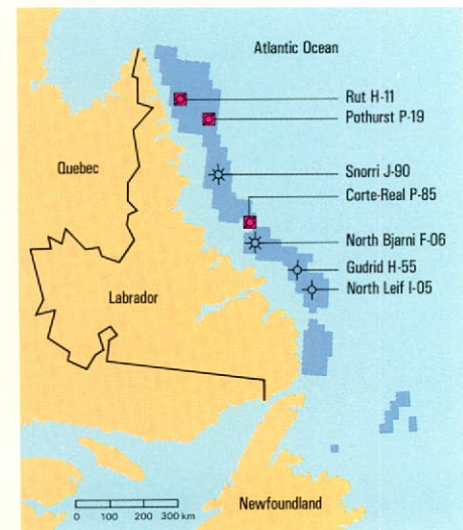 Atlantic Ocean
Rut H-11
Pothurst P-19
Quebec
Snorri J-90
Corte-Real P-85
North Bjarni F-06
Gudrid H-55
North Leif I-05
Labrador
0 100 200 300 km
Newfoundland